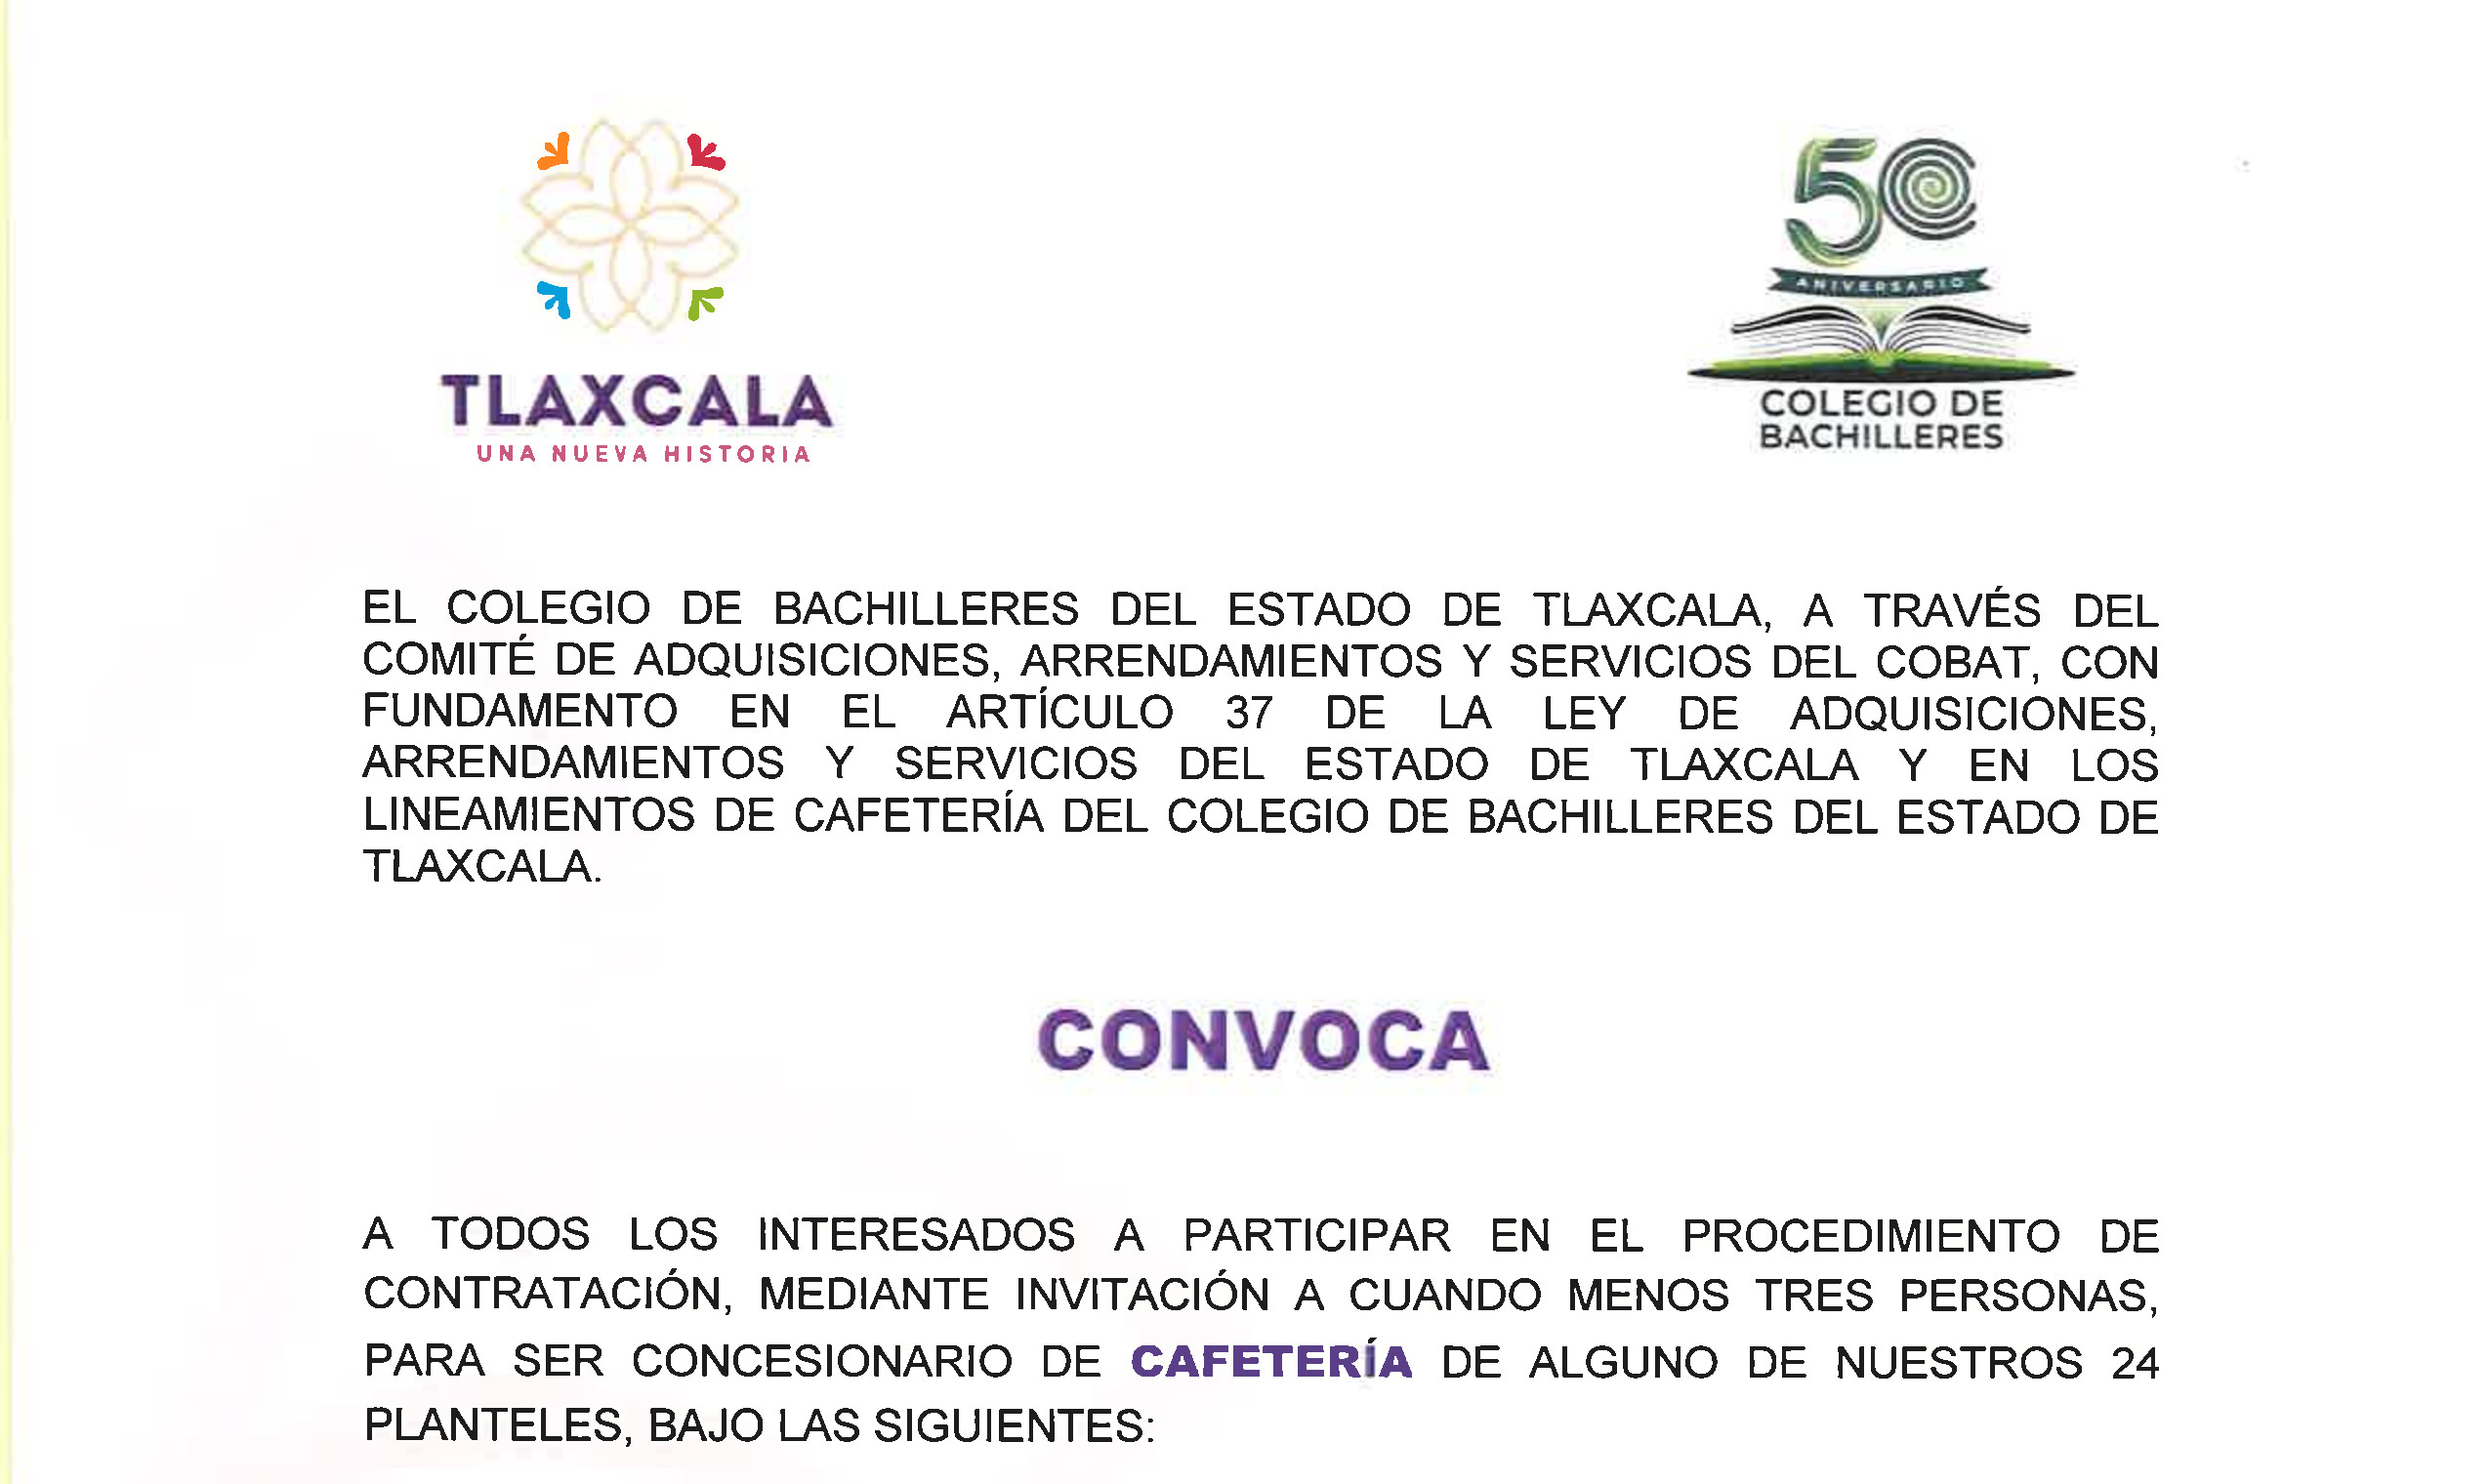 TLAXCALA
UNA NUEVA HISTORIA
50
ANIVERSARIO
COLEGIO DE
BACHILLERES
EL COLEGIO DE BACHILLERES DEL ESTADO DE TLAXCALA, A TRAVÉS DEL
COMITÉ DE ADQUISICIONES, ARRENDAMIENTOS Y SERVICIOS DEL COBAT, CON
FUNDAMENTO EN EL ARTÍCULO 37 DE LA LEY DE ADQUISICIONES,
ARRENDAMIENTOS Y SERVICIOS DEL ESTADO DE TLAXCALA Y EN LOS
LINEAMIENTOS DE CAFETERÍA DEL COLEGIO DE BACHILLERES DEL ESTADO DE
TLAXCALA.
CONVOCA
A TODOS LOS INTERESADOS A PARTICIPAR EN EL PROCEDIMIENTO DE
CONTRATACIÓN, MEDIANTE INVITACIÓN A CUANDO MENOS TRES PERSONAS,
PARA SER CONCESIONARIO DE CAFETERÍA DE ALGUNO DE NUESTROS 24
PLANTELES, BAJO LAS SIGUIENTES: